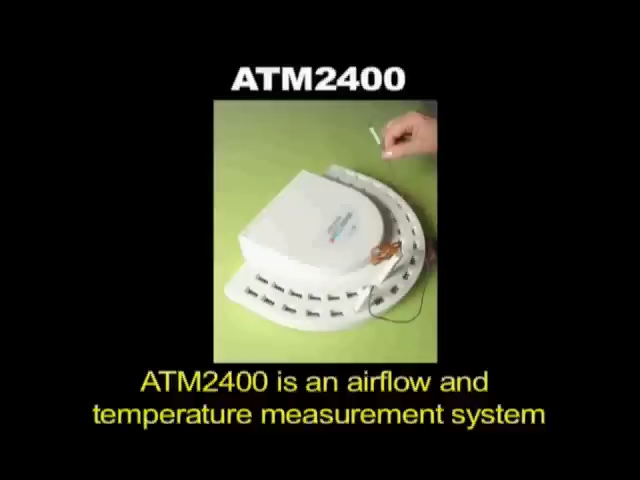 ATM2400
ATM2400 is an airflow and
temperature measurement system